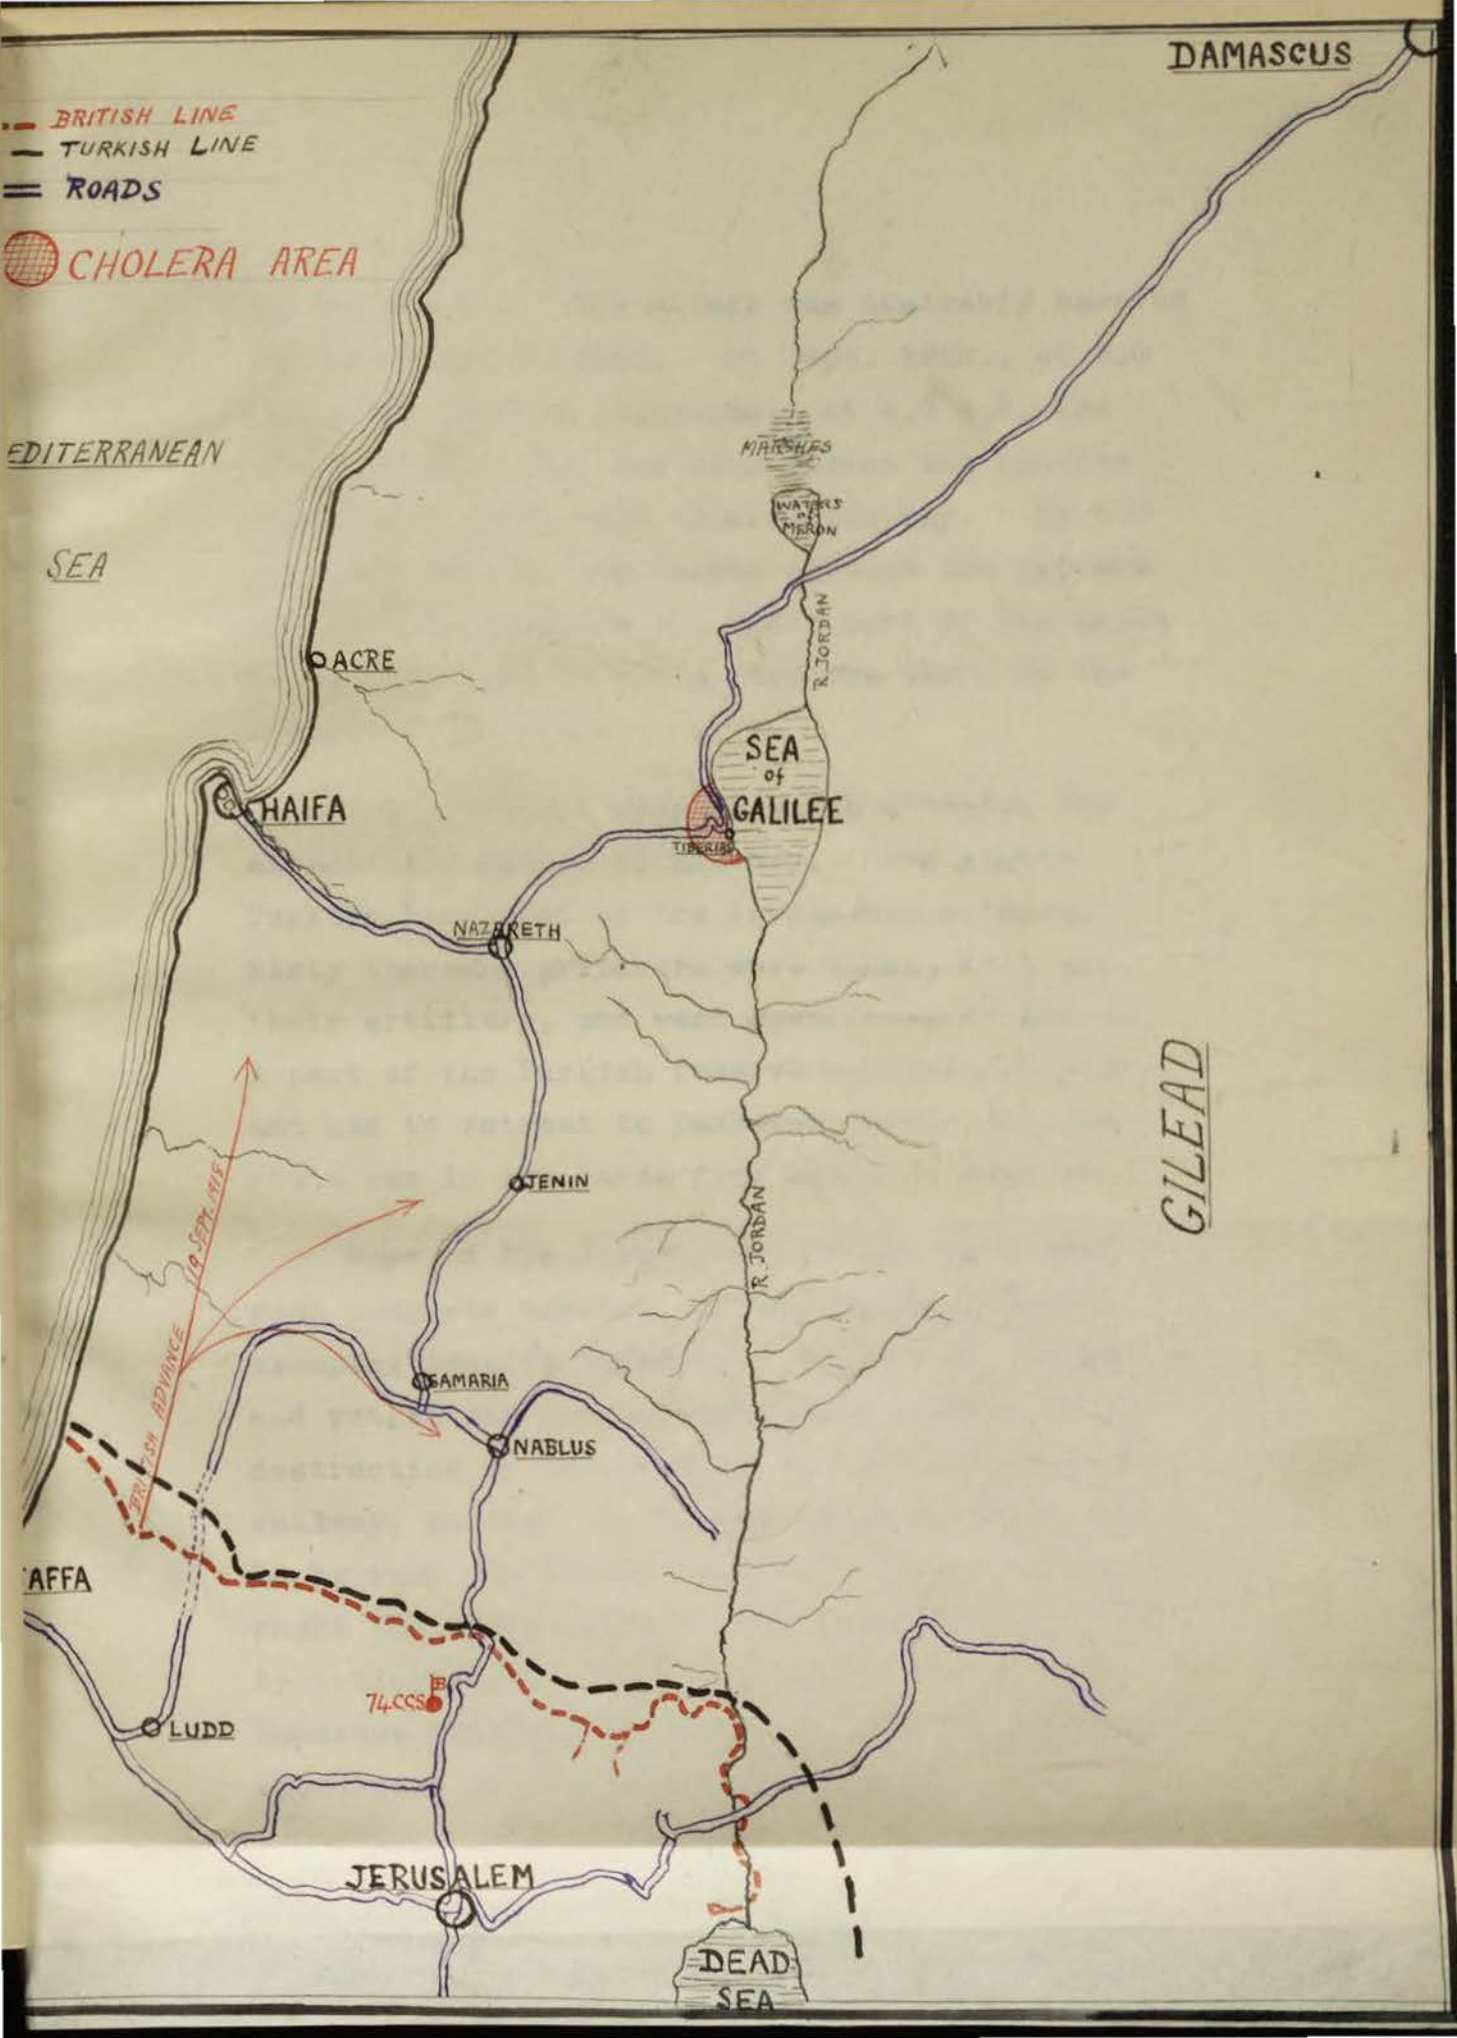 DAMASCUS
BRITISH LINE
TURKISH LINE
ROADS
CHOLERA AREA
EDITERRANEAN
SEA
MARSHES
WATERS
of
MERON
R. JORDAN
ACRE
SEA
of
GALILEE
HAIFA
TIBERIAS
NAZARETH
GILEAD
JENIN
R. JORDAN
BRITISH ADVANCE 19 SEPT. 1918
SAMARIA
NABLUS
AFFA
74.CCS
LUDD
JERUSALEM
DEAD
SEA